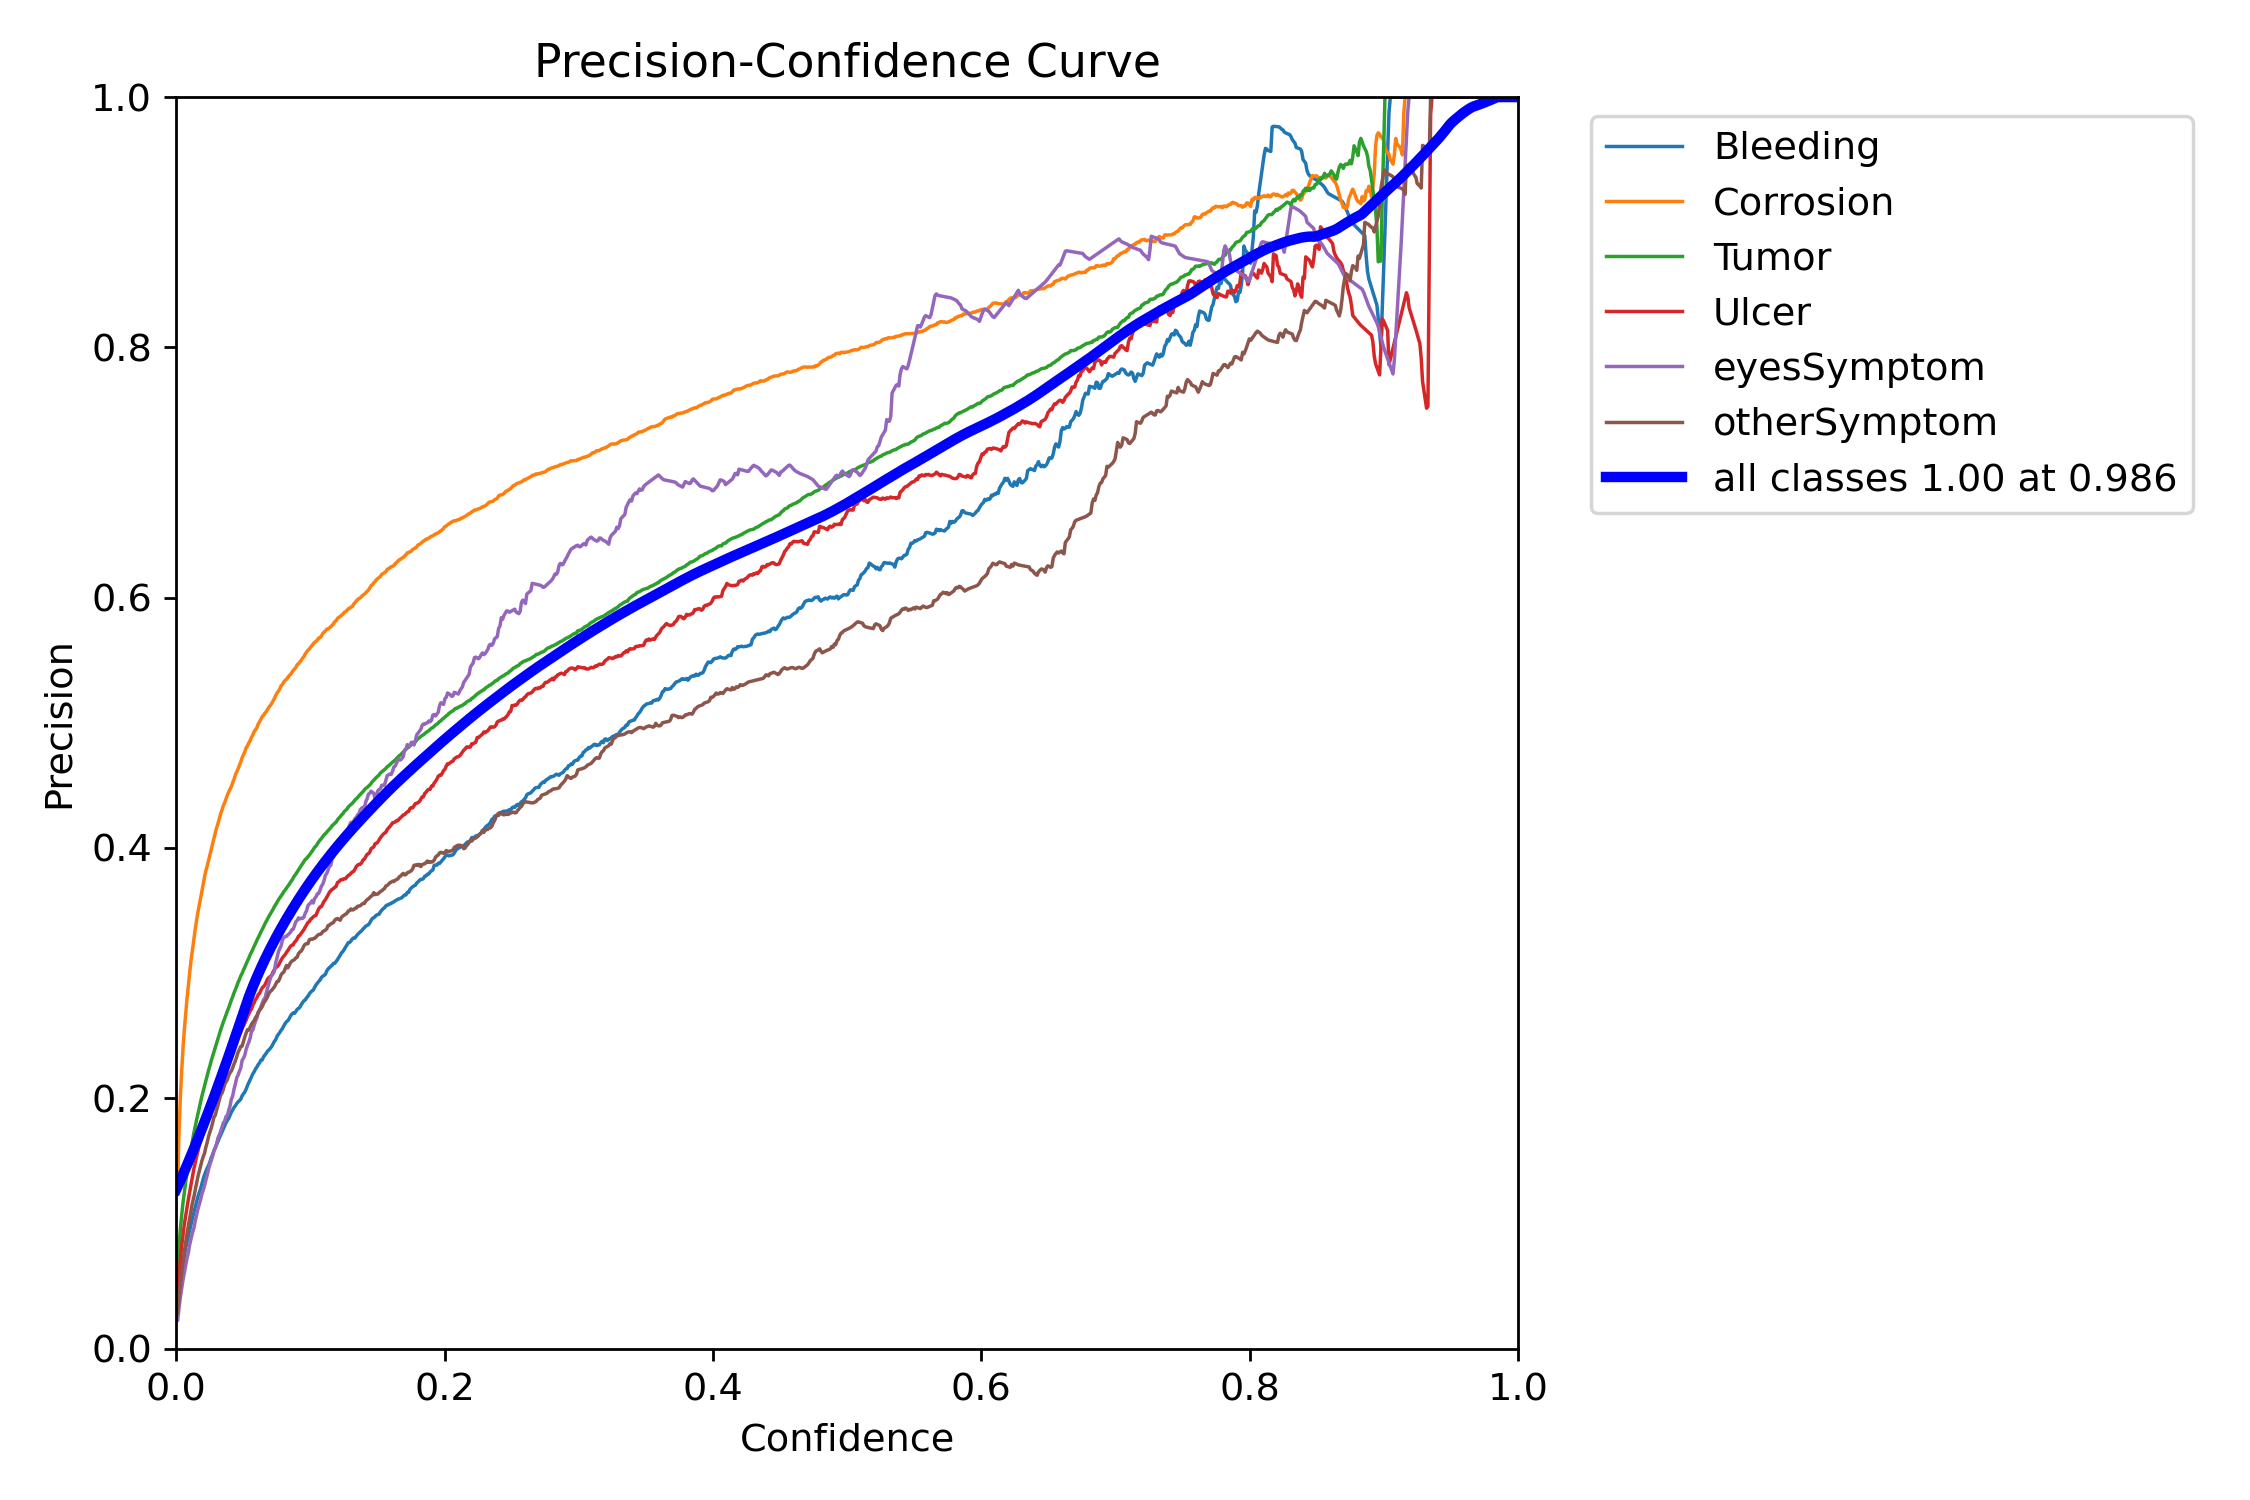 Precision-Confidence Curve
1.0
0.8
0.6
0.4
0.2
0.0
Precision
0.0 0.2 0.4 0.6 0.8 1.0
Confidence
Bleeding
Corrosion
Tumor
Ulcer
eyesSymptom
otherSymptom
all classes 1.00 at 0.986